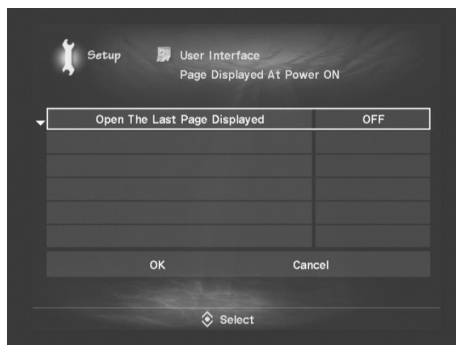 Setup
User Interface
Page Displayed At Power ON
Open The Last Page Displayed OFF
OK Cancel
Select